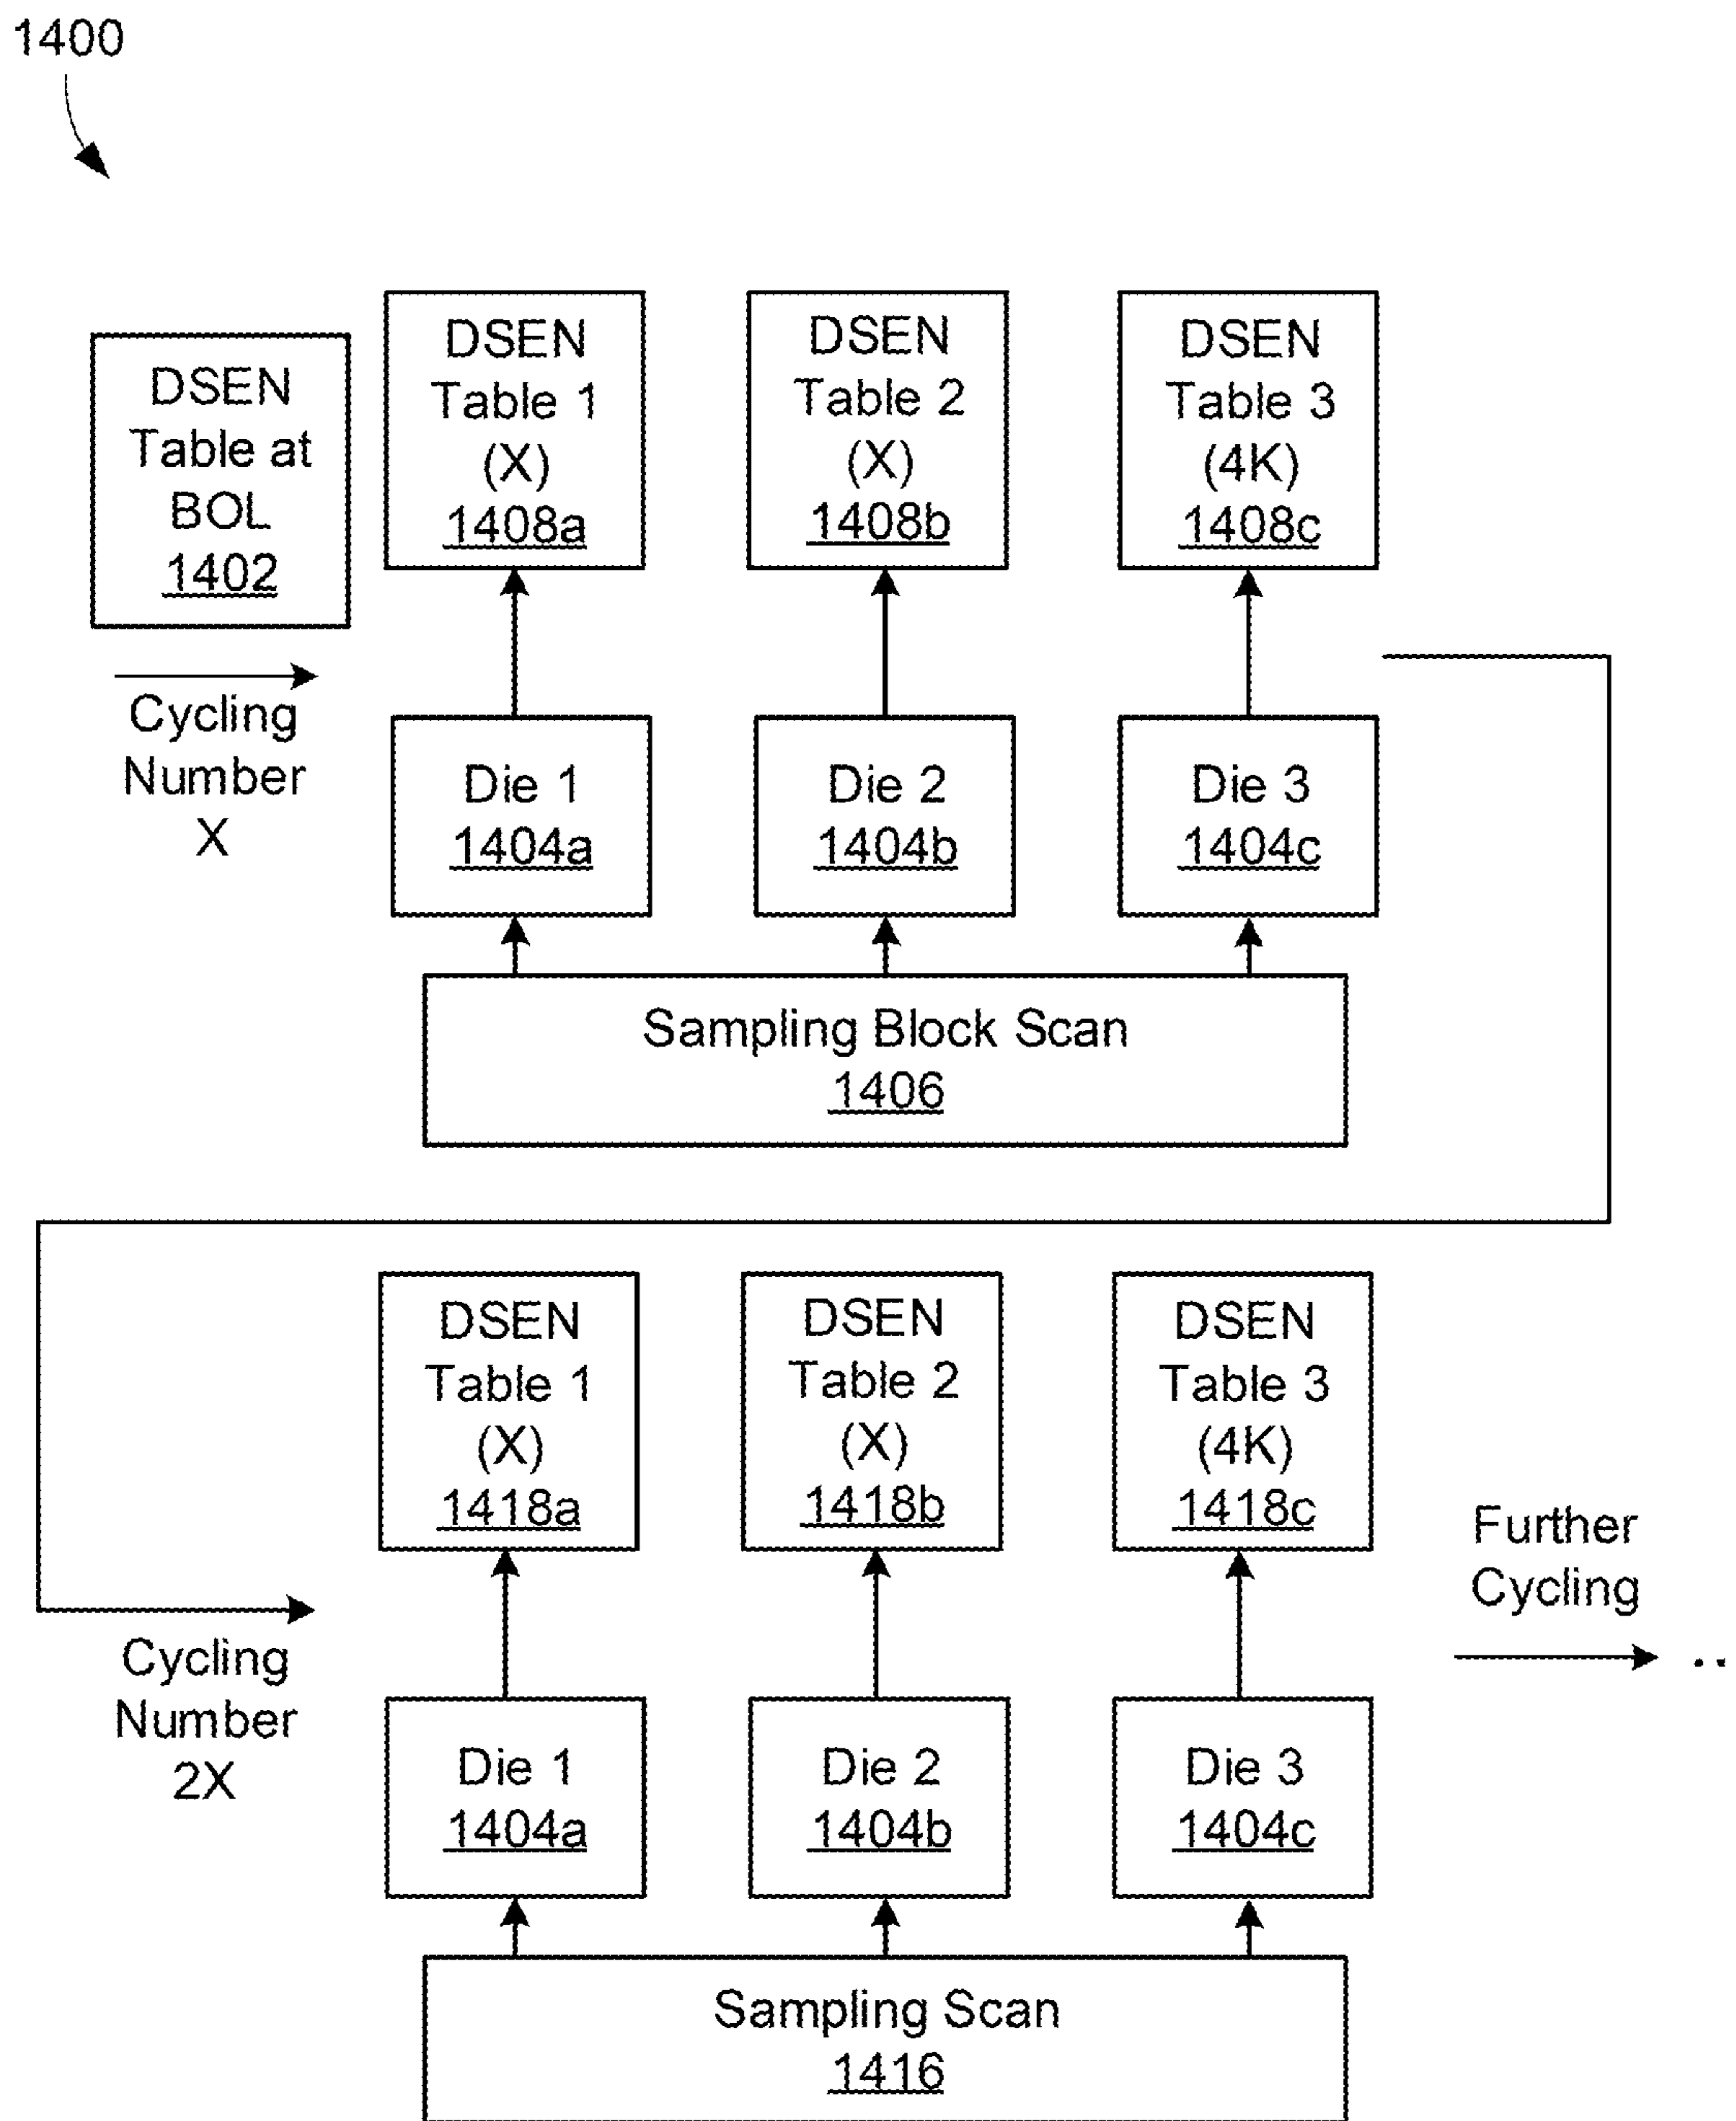 1400
DSEN
Table at
BOL
1402
DSEN
Table 1
(X)
1408a
DSEN
Table 2
(X)
1408b
DSEN
Table 3
(4K)
1408c
Cycling
Number
X
Die 1
1404a
Die 2
1404b
Die 3
1404c
Sampling Block Scan
1406
DSEN
Table 1
(X)
1418a
DSEN
Table 2
(X)
1418b
DSEN
Table 3
(4K)
1418c
Further
Cycling
..
Cycling
Number
2X
Die 1
1404a
Die 2
1404b
Die 3
1404c
Sampling Scan
1416